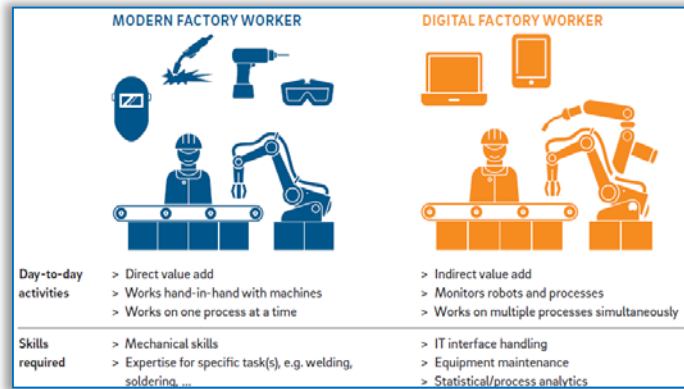 MODERN FACTORY WORKER
DIGITAL FACTORY WORKER
Day-to-day
activities
> Direct value add
> Works hand-in-hand with machines
> Works on one process at a time
> Indirect value add
> Monitors robots and processes
> Works on multiple processes simultaneously
Skills
required
> Mechanical skills
> Expertise for specific task(s), e.g. welding,
soldering, ...
> IT interface handling
> Equipment maintenance
> Statistical/process analytics